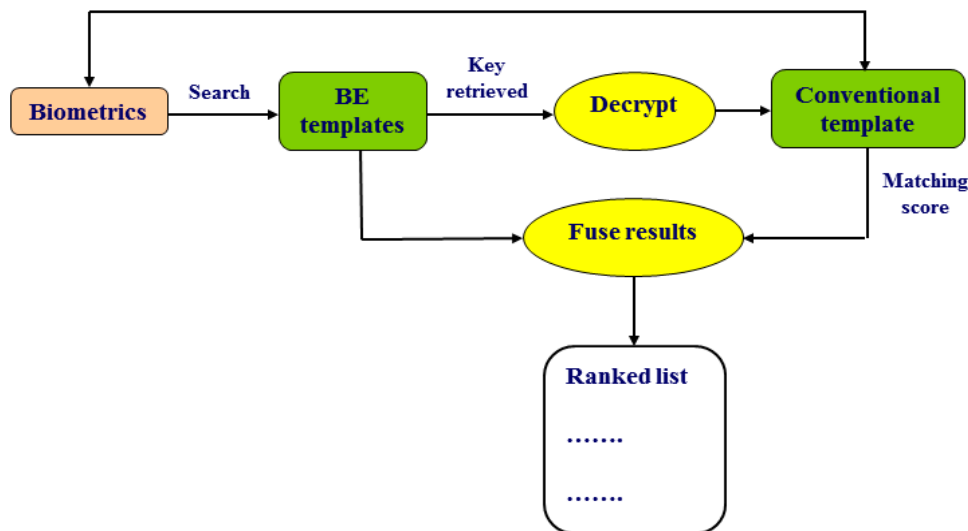 Biometrics
Search
BE
templates
Key
retrieved
Decrypt
Conventional
template
Matching
score
Fuse results
Ranked list
…….
…….